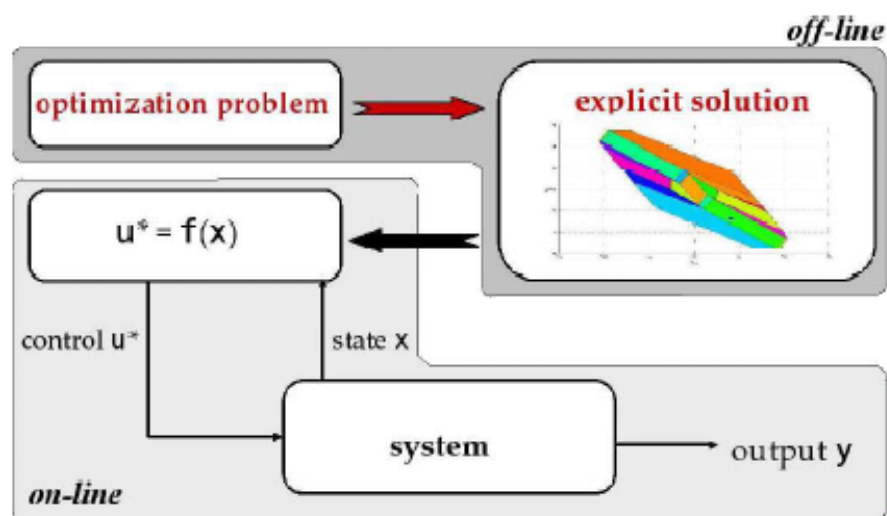 off-line
optimization problem
explicit solution
u* = f(x)
control u*
state x
system
output y
on-line